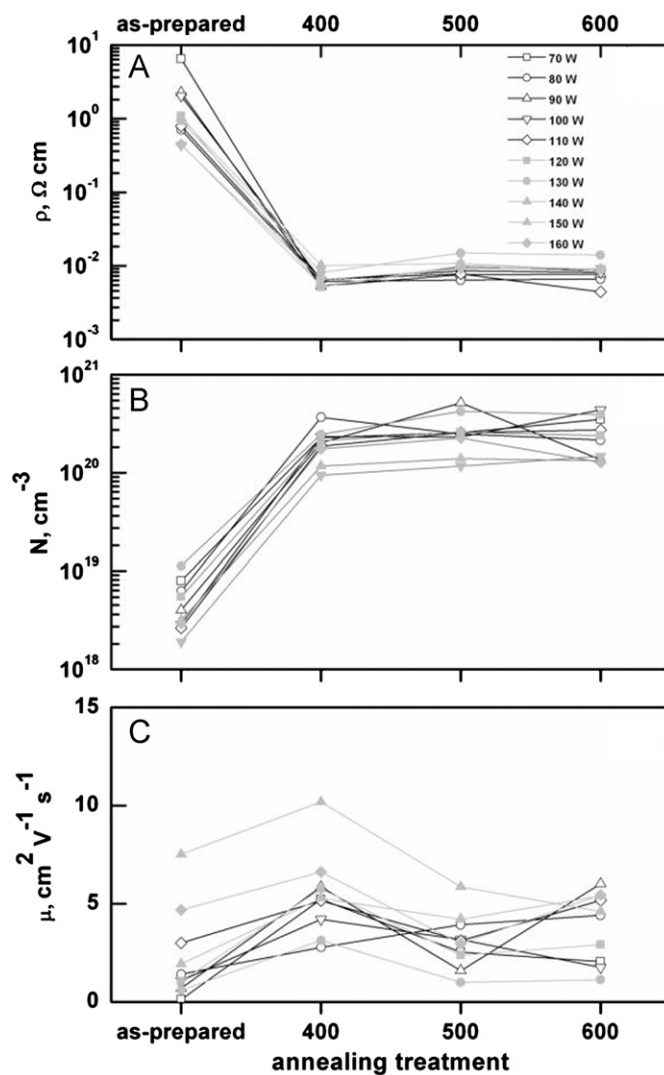 as-prepared 400 500 600
A
10^1
10^0
10^-1
10^-2
10^-3
ρ, Ω cm
70 W
80 W
90 W
100 W
110 W
120 W
130 W
140 W
150 W
160 W
B
10^21
10^20
10^19
10^18
N, cm^-3
C
15
10
5
0
μ, cm^2 V^-1 s^-1
as-prepared 400 500 600
annealing treatment